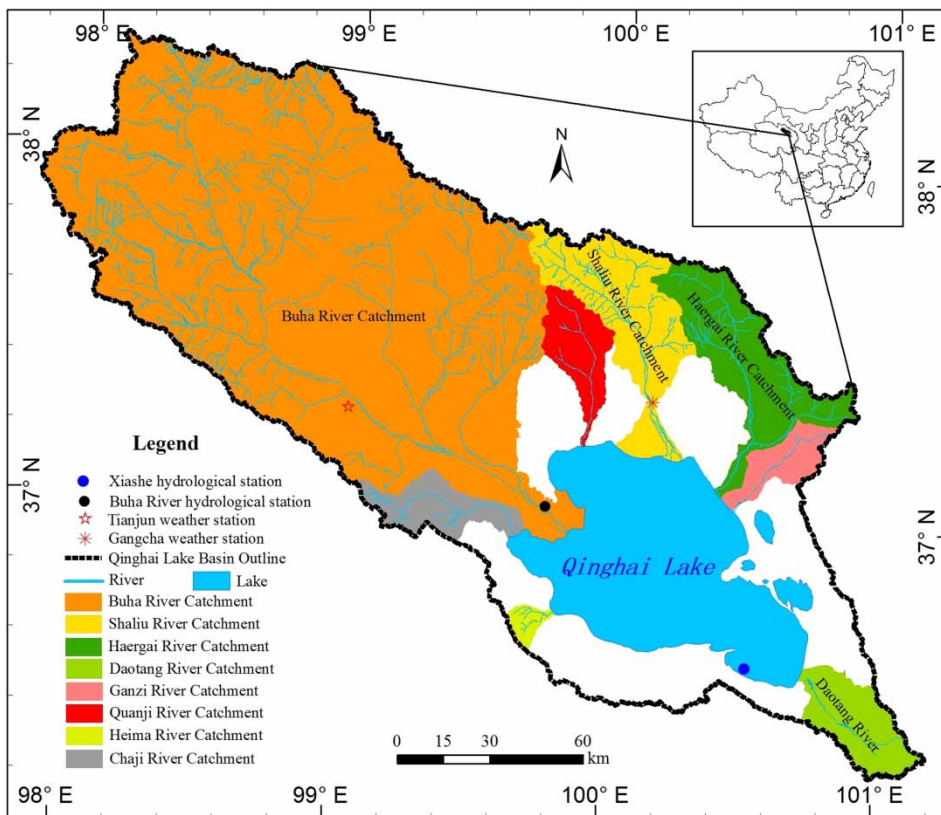 98° E
99° E
100° E
101° E
38° N
38° N
N
Buha River Catchment
Shaliu River Catchment
Haergai River Catchment
37° N
37° N
Qinghai Lake
Daotang River
Legend
Xiashe hydrological station
Buha River hydrological station
Tianjun weather station
Gangcha weather station
Qinghai Lake Basin Outline
River
Lake
Buha River Catchment
Shaliu River Catchment
Haergai River Catchment
Daotang River Catchment
Ganzi River Catchment
Quanji River Catchment
Heima River Catchment
Chaji River Catchment
0 15 30 60
km
98° E
99° E
100° E
101° E